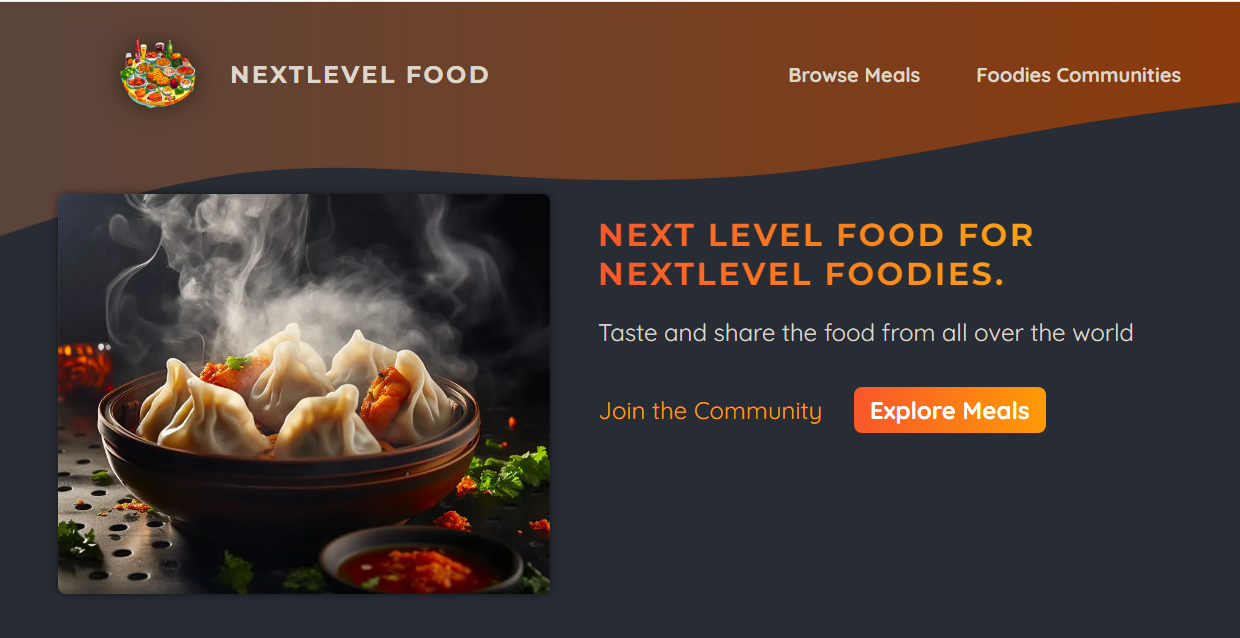 NEXTLEVEL FOOD
Browse Meals
Foodies Communities
NEXT LEVEL FOOD FOR
NEXTLEVEL FOODIES.
Taste and share the food from all over the world
Join the Community
Explore Meals